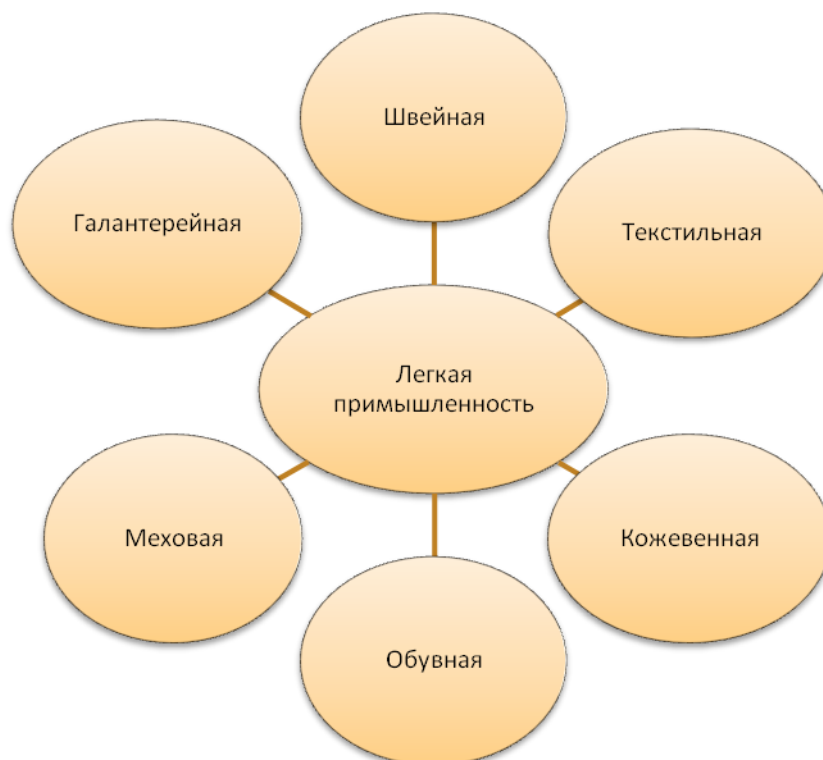 Швейная
Галантерейная
Текстильная
Легкая
примышленность
Меховая
Кожевенная
Обувная